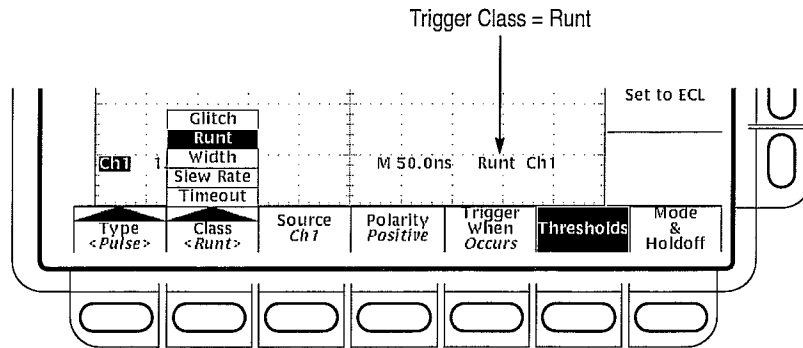 Trigger Class = Runt
Set to ECL
Glitch
Runt
Width
Slew Rate
Timeout
Ch1 1. M 50.0ns Runt Ch1
Type
<Pulse>
Class
<Runt>
Source
Ch1
Polarity
Positive
Trigger
When
Occurs
Thresholds
Mode
&
Holdoff